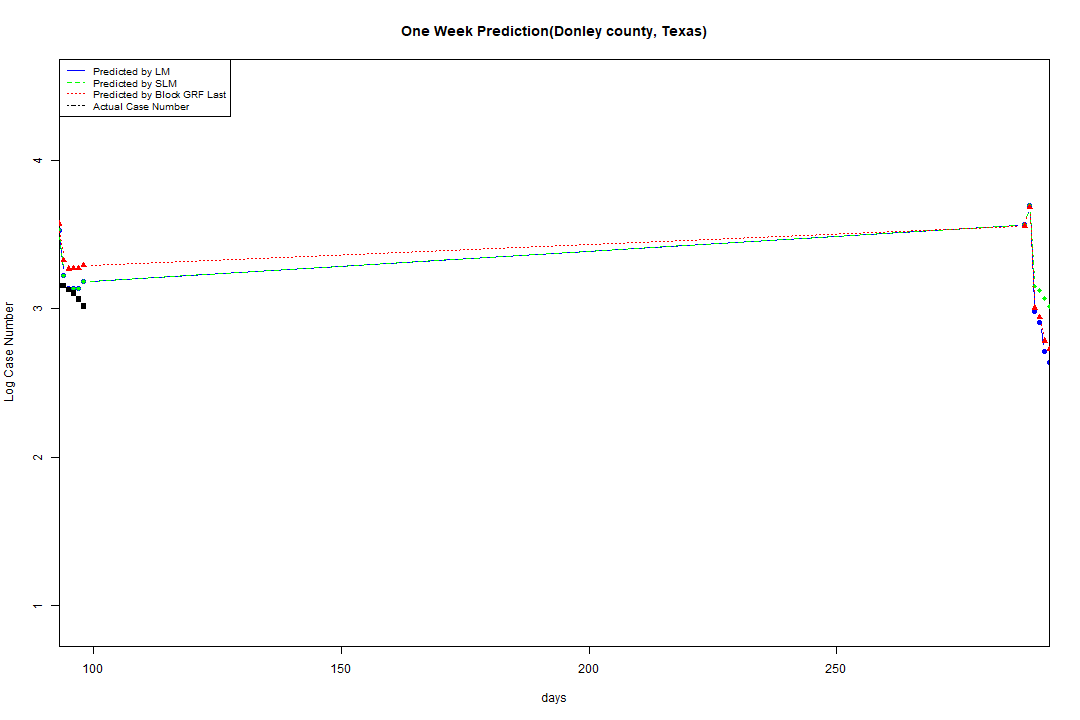 One Week Prediction(Donley county, Texas)
Predicted by LM
Predicted by SLM
Predicted by Block GRF Last
Actual Case Number
4
3
2
1
Log Case Number
100 150 200 250
days